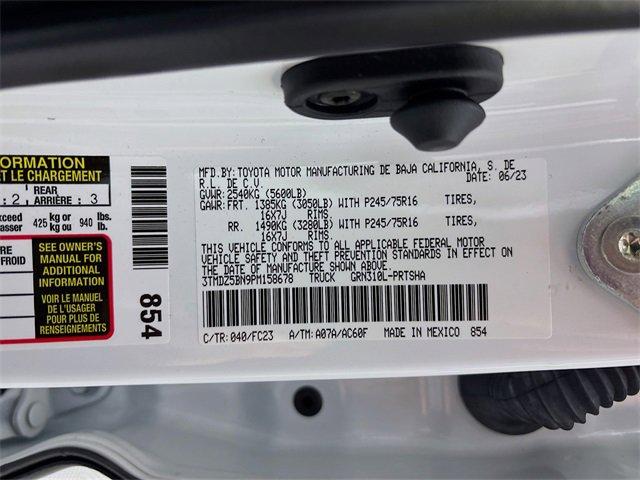 ORMATION
ET LE CHARGEMENT
: 2 REAR ARRIÈRE : 3
xceed
asser 425 kg or ou 940 lbs. lb.
E
FROID
SEE OWNER'S
MANUAL FOR
ADDITIONAL
INFORMATION
VOIR LE MANUEL
DE L'USAGER
POUR PLUS DE
RENSEIGNEMENTS
854
MFD.BY:TOYOTA MOTOR MANUFACTURING DE BAJA CALIFORNIA, S. DE
R.L. DE C.V. DATE: 06/23
GVWR:2540KG (5600LB)
GAWR:FRT. 1385KG (3050LB) WITH P245/75R16 TIRES,
16X7J RIMS.
RR. 1490KG (3280LB) WITH P245/75R16 TIRES,
16X7J RIMS.
THIS VEHICLE CONFORMS TO ALL APPLICABLE FEDERAL MOTOR
VEHICLE SAFETY AND THEFT PREVENTION STANDARDS IN EFFECT ON
THE DATE OF MANUFACTURE SHOWN ABOVE.
3TMDZ5BN9PM158678 TRUCK GRN310L-PRTSHA
C/TR:040/FC23 A/TM:A07A/AC60F MADE IN MEXICO 854